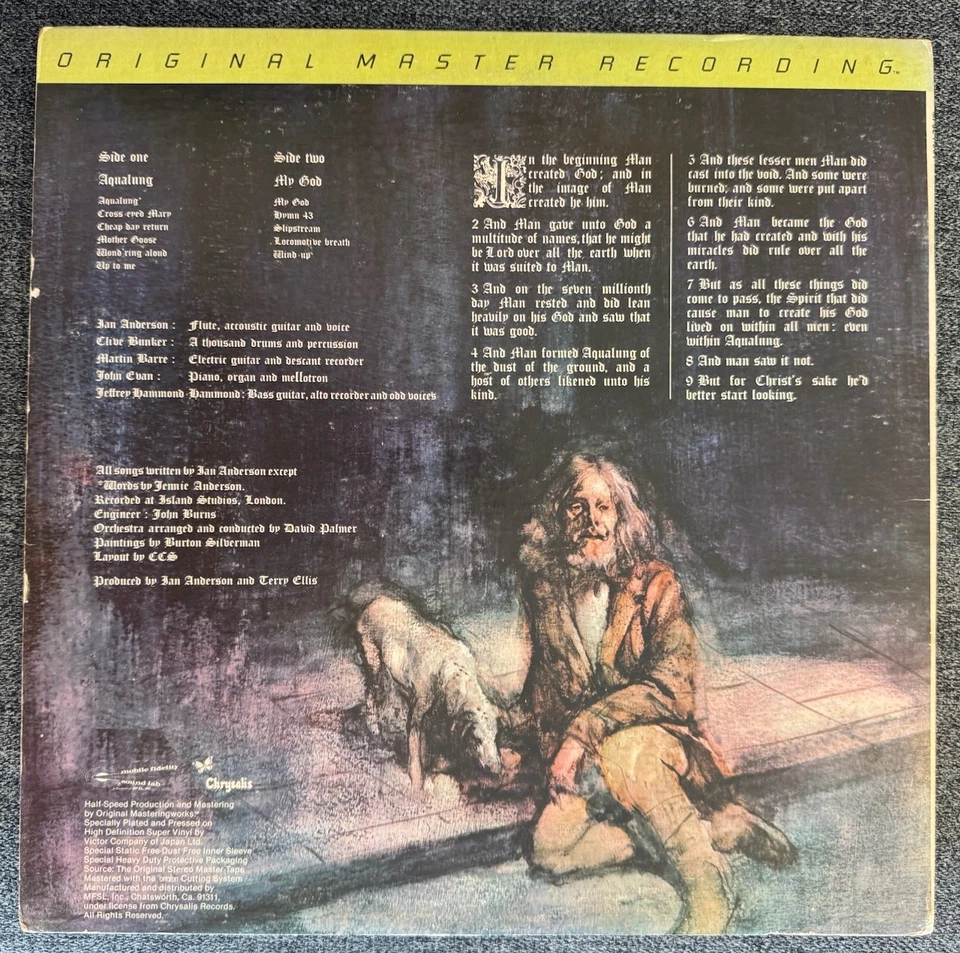 ORIGINAL MASTER RECORDING™
Side one
Aqualung
Aqualung*
Cross-eyed Mary
Cheap day return
Mother Goose
Wond'ring aloud
Up to me
Side two
My God
My God
Hymn 43
Slipstream
Locomotive breath
Wind-up
Ian Anderson : Flute, accoustic guitar and voice
Clive Bunker : A thousand drums and percussion
Martin Barre : Electric guitar and descant recorder
John Evan : Piano, organ and mellotron
Jeffrey Hammond-Hammond : Bass guitar, alto recorder and odd voices
All songs written by Ian Anderson except
*Words by Jennie Anderson.
Recorded at Island Studios, London.
Engineer : John Burns
Orchestra arranged and conducted by David Palmer
Paintings by Burton Silverman
Layout by CCS
Produced by Ian Anderson and Terry Ellis
In the beginning Man
created God; and in
the image of Man
created he him.
2 And Man gave unto God a
multitude of names, that he might
be Lord over all the earth when
it was suited to Man.
3 And on the seven millionth
day Man rested and did lean
heavily on his God and saw that
it was good.
4 And Man formed Aqualung of
the dust of the ground, and a
host of others likened unto his
kind.
5 And these lesser men Man did
cast into the void. And some were
burned; and some were put apart
from their kind.
6 And Man became the God
that he had created and with his
miracles did rule over all the
earth.
7 But as all these things did
come to pass, the Spirit that did
cause man to create his God
lived on within all men : even
within Aqualung.
8 And man saw it not.
9 But for Christ's sake he'd
better start looking.
mobile fidelity
sound lab
Chrysalis
Half-Speed Production and Mastering
by Original Masteringworks.
Specially Plated and Pressed on
High Definition Super Vinyl by
Victor Company of Japan Ltd.
Special Static Free-Dust Free Inner Sleeve
Special Heavy Duty Protective Packaging
Source: The Original Stereo Master Tape
Mastered with the Cutting System
Manufactured and distributed by
MFSL, Inc., Chatsworth, Ca. 91311,
under license from Chrysalis Records.
All Rights Reserved.